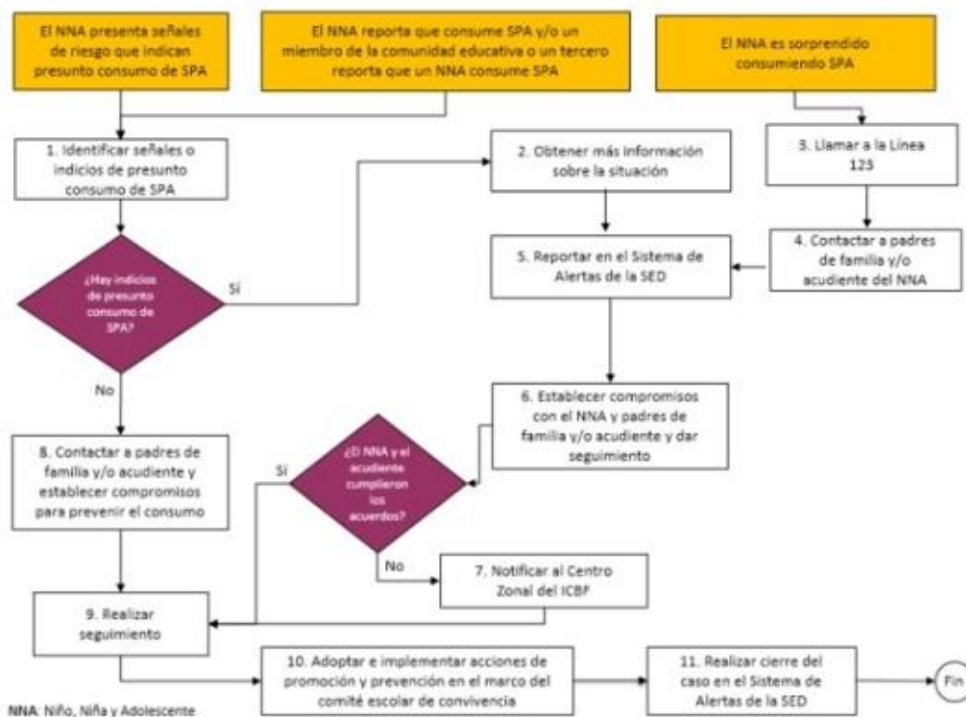 El NNA presenta señales
de riesgo que indican
presunto consumo de SPA
El NNA reporta que consume SPA y/o un
miembro de la comunidad educativa o un tercero
reporta que un NNA consume SPA
El NNA es sorprendido
consumiendo SPA
1. Identificar señales o
indicios de presunto
consumo de SPA
2. Obtener más información
sobre la situación
3. Llamar a la Línea
123
4. Contactar a padres
de familia y/o
acudiente del NNA
5. Reportar en el Sistema de
Alertas de la SED
¿Hay indicios
de presunto
consumo de
SPA?
Sí
No
6. Establecer compromisos
con el NNA y padres de
familia y/o acudiente y dar
seguimiento
8. Contactar a padres de
familia y/o acudiente y
establecer compromisos
para prevenir el consumo
¿El NNA y el
acudiente
cumplieron
los
acuerdos?
Sí
No
7. Notificar al Centro
Zonal del ICBF
9. Realizar
seguimiento
10. Adoptar e implementar acciones de
promoción y prevención en el marco del
comité escolar de convivencia
11. Realizar cierre del
caso en el Sistema de
Alertas de la SED
Fin
NNA: Niño, Niña y Adolescente